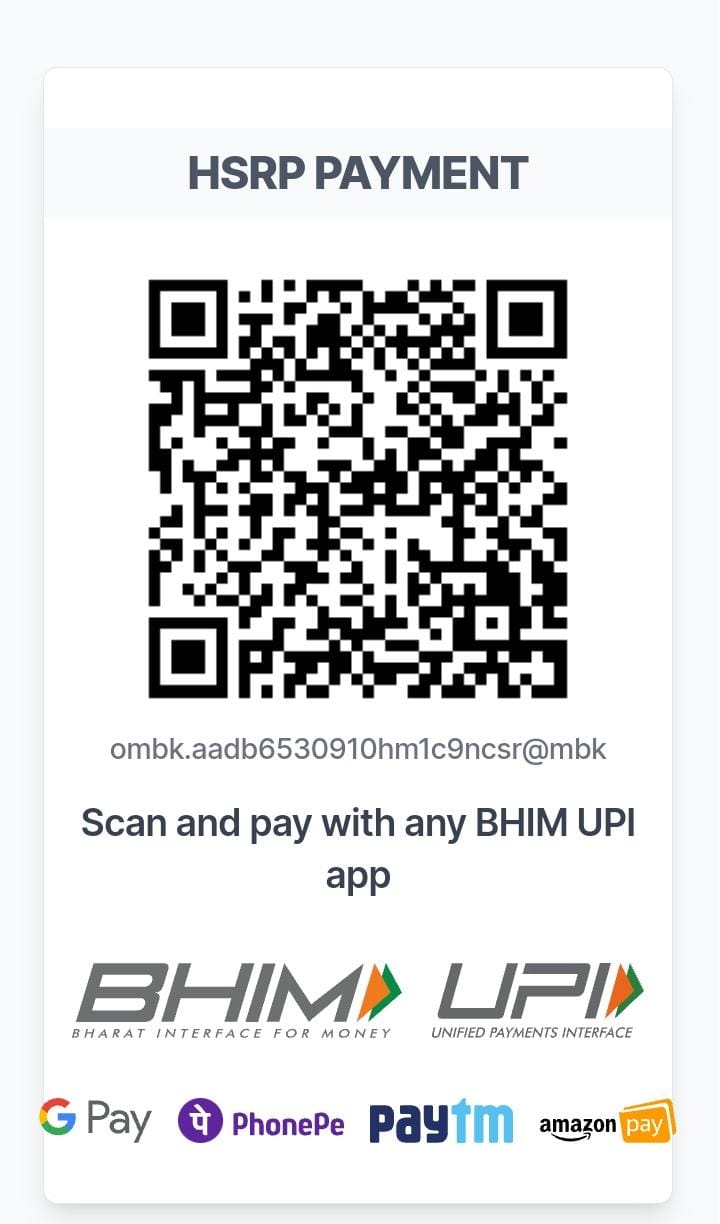 HSRP PAYMENT
ombk.aadb6530910hm1c9ncsr@mbk
Scan and pay with any BHIM UPI
app
BHIM UPI
BHARAT INTERFACE FOR MONEY UNIFIED PAYMENTS INTERFACE
G Pay पे PhonePe paytm amazon pay